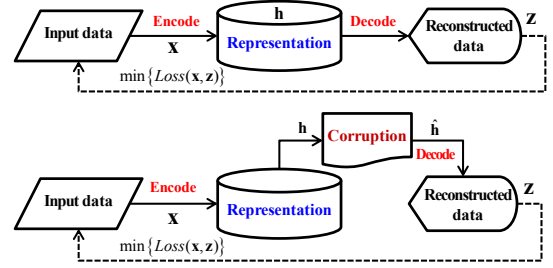 Input data
Encode
x
h
Representation
Decode
Reconstructed
data
z
min{Loss(x,z)}
h
Corruption
ĥ
Decode
Input data
Encode
x
Representation
Reconstructed
data
z
min{Loss(x,z)}